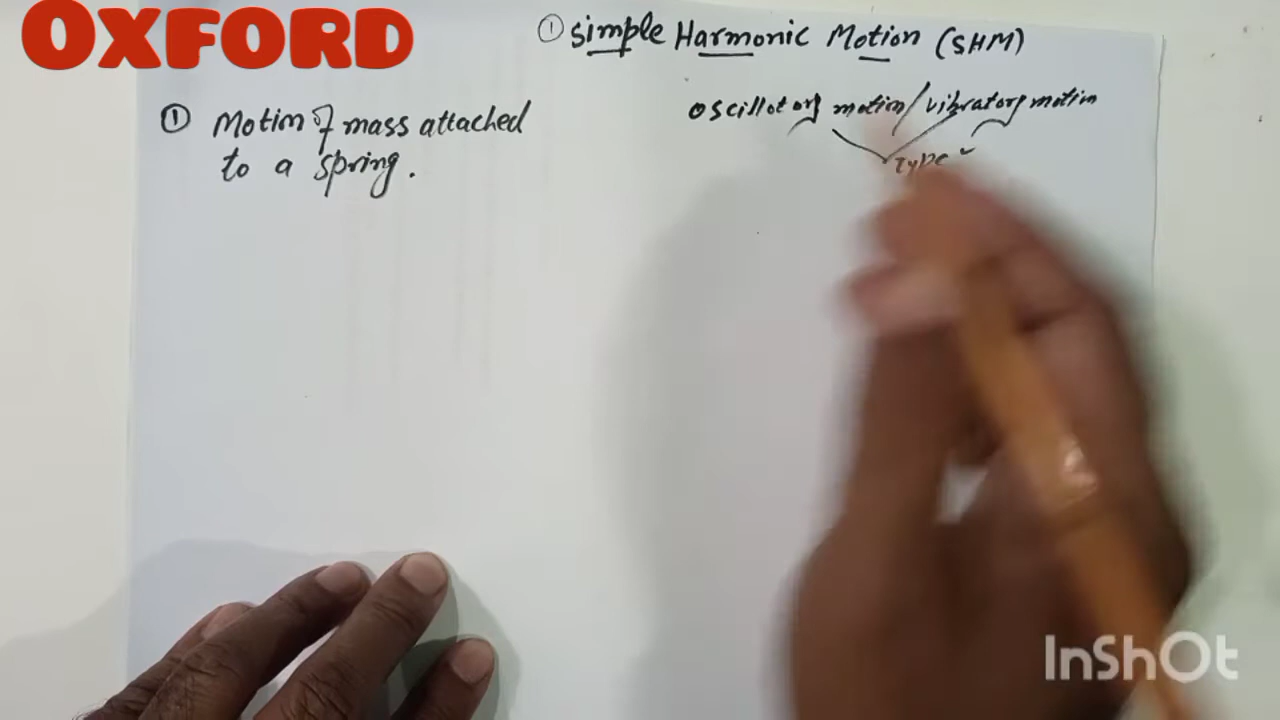 OXFORD
① Simple Harmonic Motion (SHM)
① Motion of mass attached
to a spring.
oscillatory motion/vibratory motion
Type
InShOt